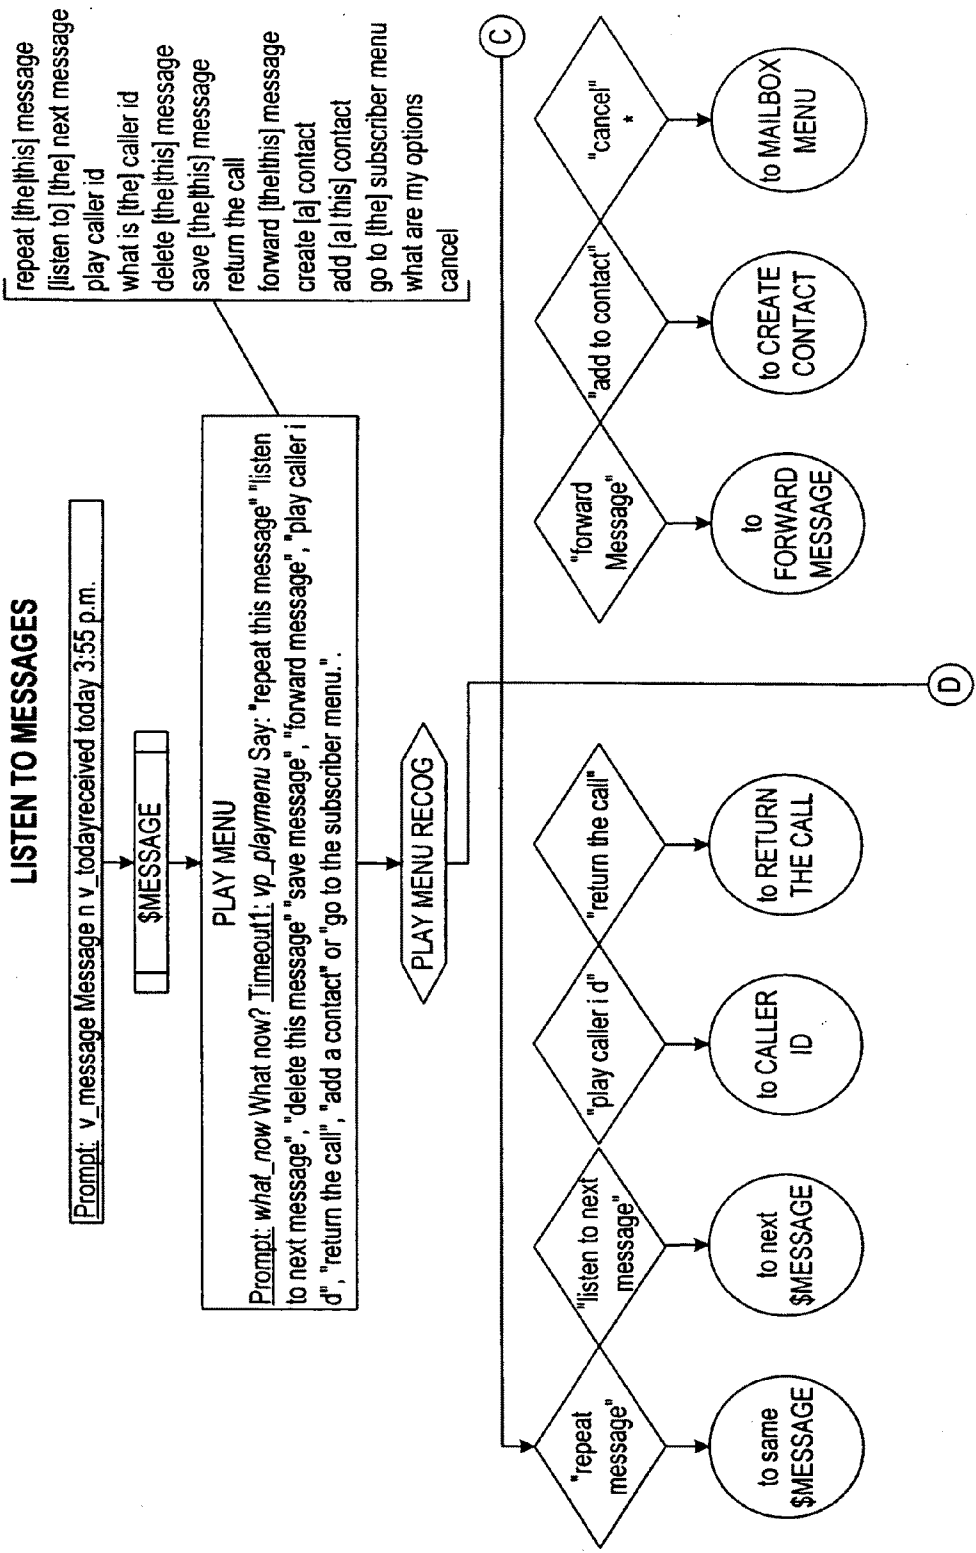 LISTEN TO MESSAGES
Prompt: v_message Message n v_todayreceived today 3:55 p.m.
$MESSAGE
PLAY MENU
Prompt: what_now What now? Timeout1: vp_playmenu Say: "repeat this message" "listen
to next message", "delete this message" "save message", "forward message", "play caller i
d", "return the call", "add a contact" or "go to the subscriber menu.". .
repeat [the|this] message
[listen to] [the] next message
play caller id
what is [the] caller id
delete [the|this] message
save [the|this] message
return the call
forward [the|this] message
create [a] contact
add [a| this] contact
go to [the] subscriber menu
what are my options
cancel
PLAY MENU RECOG
C
"repeat
message"
"listen to next
message"
"play caller i d"
"return the call"
"forward
Message"
"add to contact"
"cancel"
*
to same
$MESSAGE
to next
$MESSAGE
to CALLER
ID
to RETURN
THE CALL
to
FORWARD
MESSAGE
to CREATE
CONTACT
to MAILBOX
MENU
D